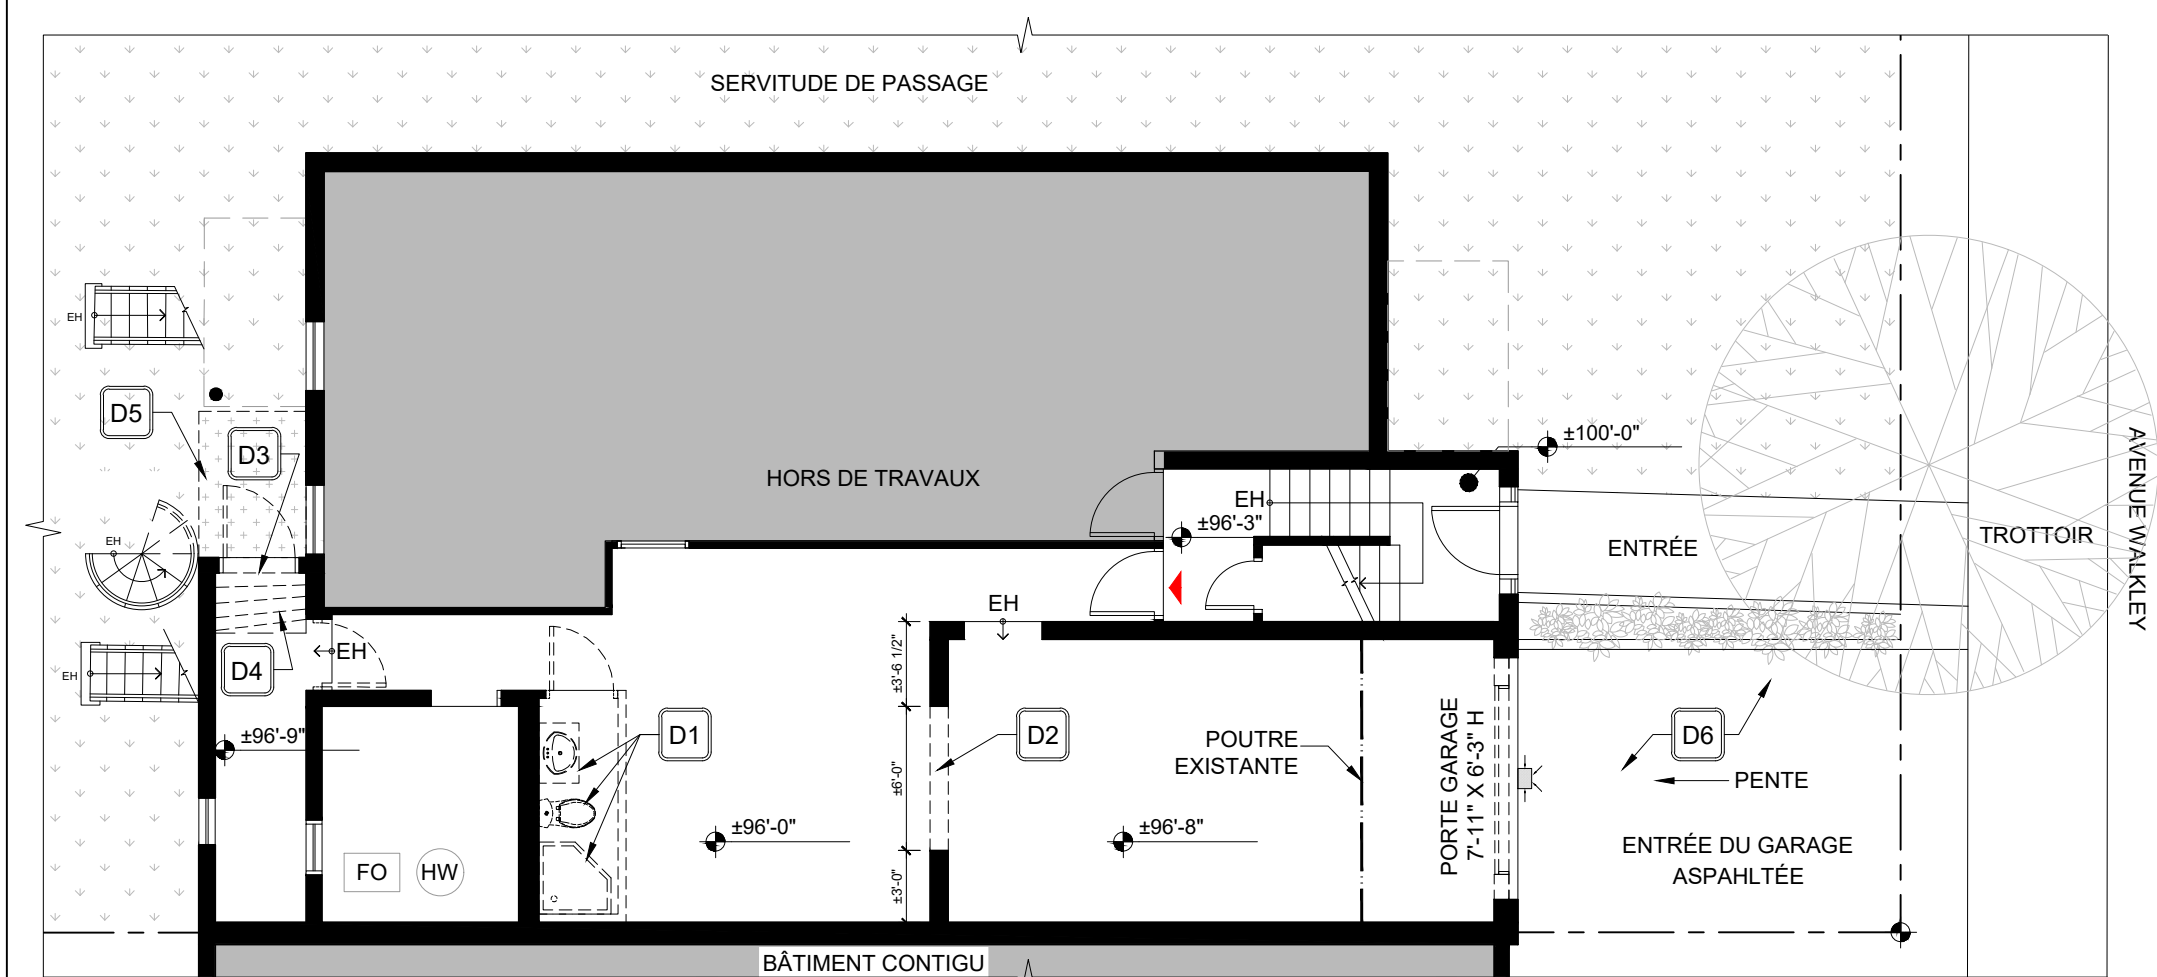 SERVITUDE DE PASSAGE
EH
D5
D3
HORS DE TRAVAUX
±100'-0"
EH
±96'-3"
ENTRÉE
TROTTOIR
AVENUE WALKLEY
EH
EH
D4
EH
EH
±3'-6 1/2"
±6'-0"
±3'-0"
±96'-9"
D1
D2
POUTRE
EXISTANTE
PORTE GARAGE
7'-11" X 6'-3" H
D6
PENTE
±96'-0"
±96'-8"
FO
HW
ENTRÉE DU GARAGE
ASPAHLTÉE
BÂTIMENT CONTIGU